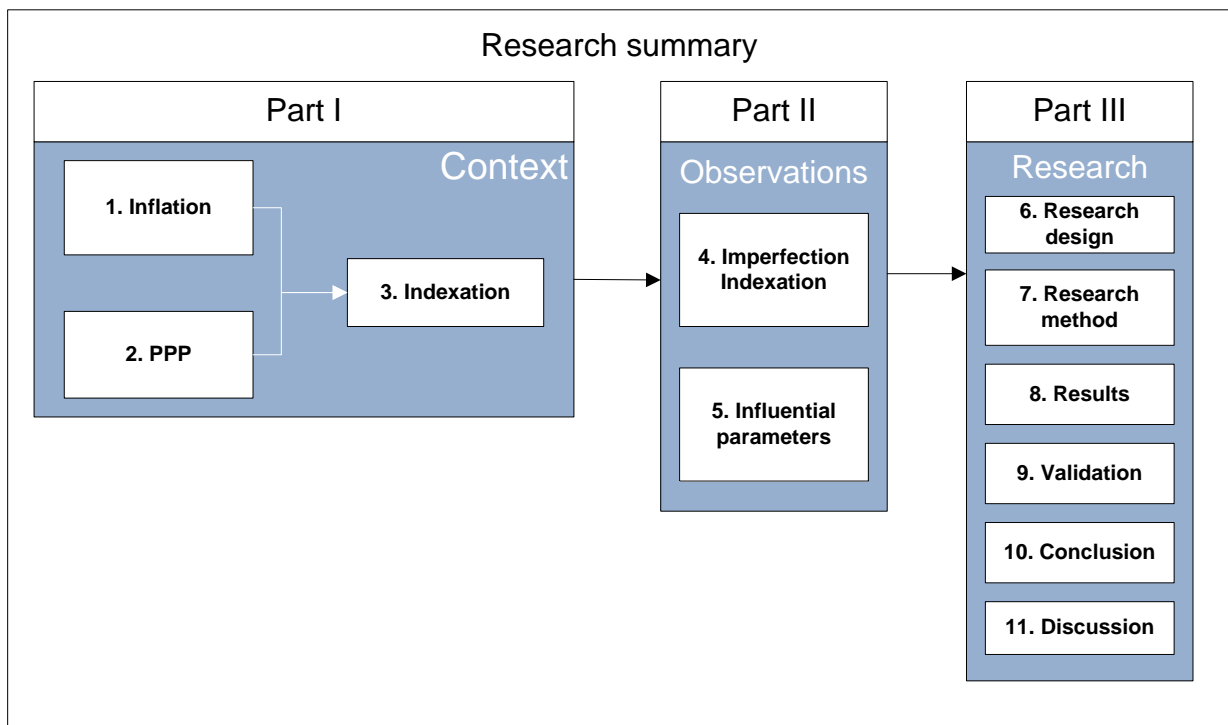 Research summary
Part I
Context
1. Inflation
2. PPP
3. Indexation
Part II
Observations
4. Imperfection
Indexation
5. Influential
parameters
Part III
Research
6. Research
design
7. Research
method
8. Results
9. Validation
10. Conclusion
11. Discussion